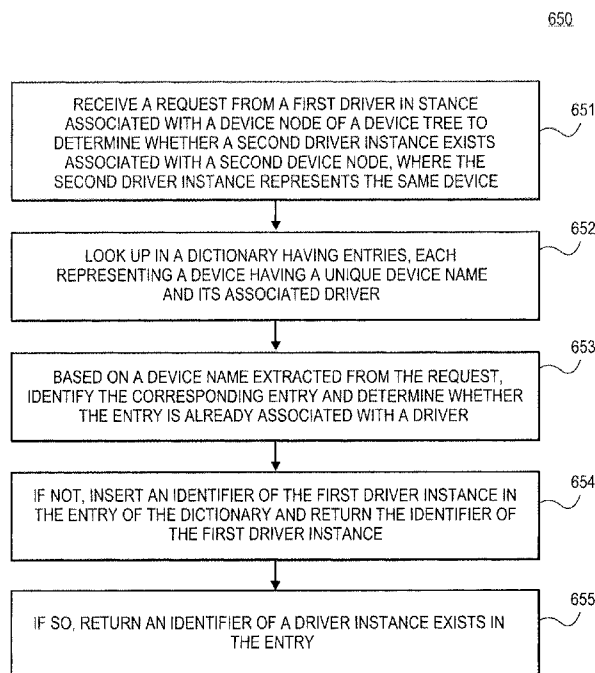 650
RECEIVE A REQUEST FROM A FIRST DRIVER IN STANCE
ASSOCIATED WITH A DEVICE NODE OF A DEVICE TREE TO
DETERMINE WHETHER A SECOND DRIVER INSTANCE EXISTS
ASSOCIATED WITH A SECOND DEVICE NODE, WHERE THE
SECOND DRIVER INSTANCE REPRESENTS THE SAME DEVICE
651
LOOK UP IN A DICTIONARY HAVING ENTRIES, EACH
REPRESENTING A DEVICE HAVING A UNIQUE DEVICE NAME
AND ITS ASSOCIATED DRIVER
652
BASED ON A DEVICE NAME EXTRACTED FROM THE REQUEST,
IDENTIFY THE CORRESPONDING ENTRY AND DETERMINE WHETHER
THE ENTRY IS ALREADY ASSOCIATED WITH A DRIVER
653
IF NOT, INSERT AN IDENTIFIER OF THE FIRST DRIVER INSTANCE IN
THE ENTRY OF THE DICTIONARY AND RETURN THE IDENTIFIER OF
THE FIRST DRIVER INSTANCE
654
IF SO, RETURN AN IDENTIFIER OF A DRIVER INSTANCE EXISTS IN
THE ENTRY
655